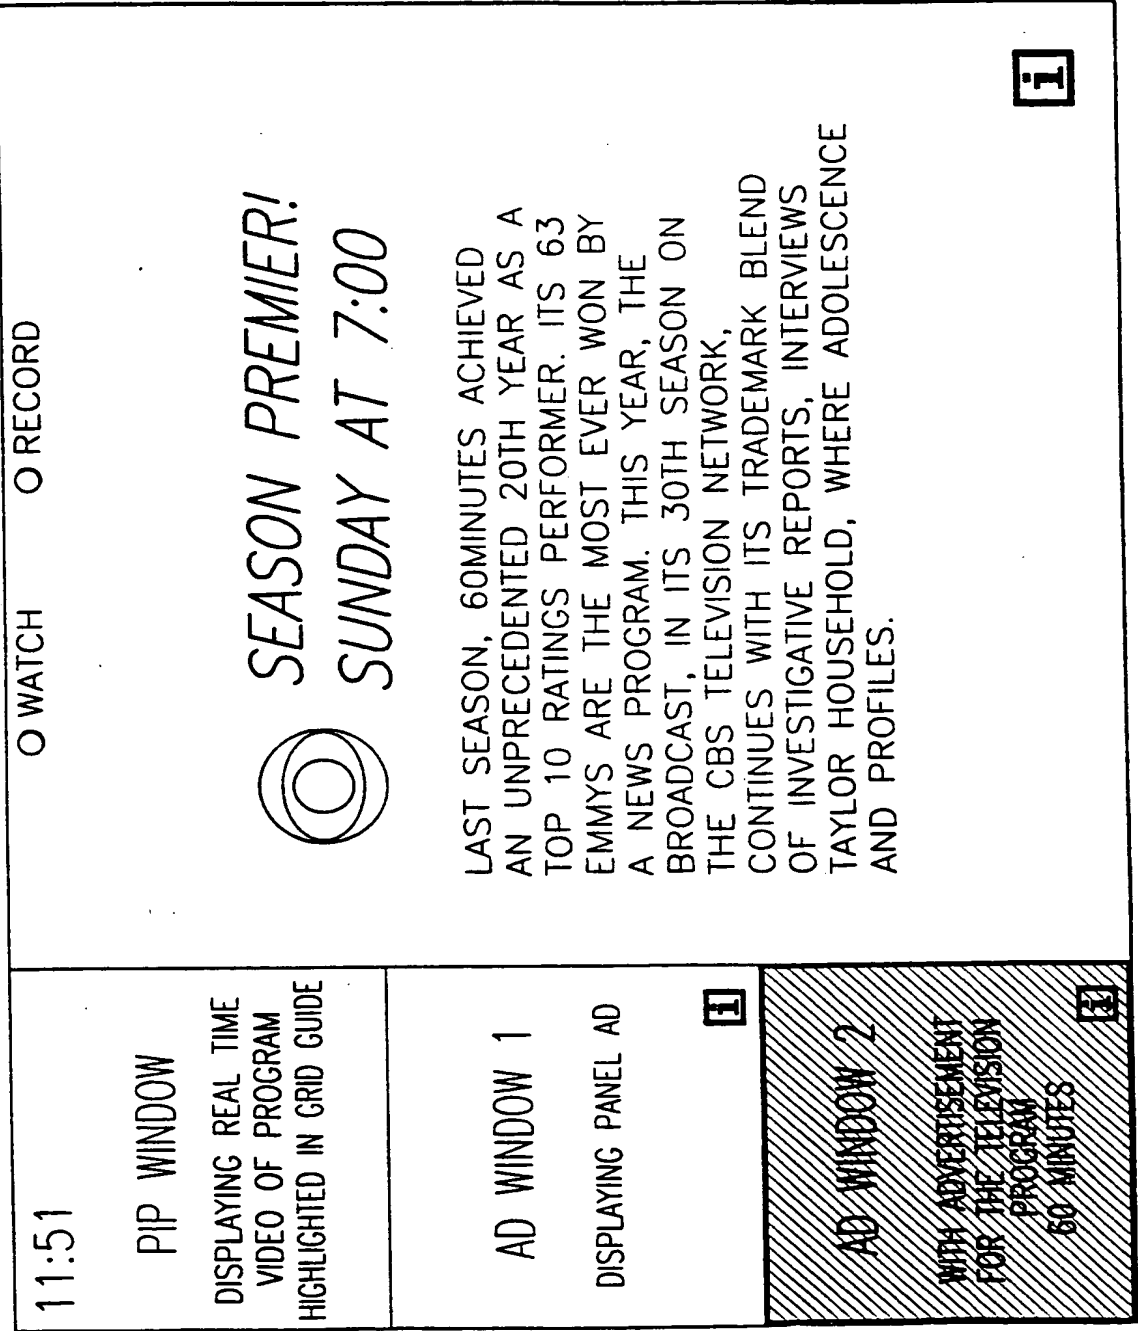 11:51
O WATCH
O RECORD
PIP WINDOW
DISPLAYING REAL TIME
VIDEO OF PROGRAM
HIGHLIGHTED IN GRID GUIDE
AD WINDOW 1
DISPLAYING PANEL AD
i
AD WINDOW 2
WITH ADVERTISEMENT
FOR THE TELEVISION
PROGRAM
60 MINUTES
i
SEASON PREMIER!
SUNDAY AT 7:00
LAST SEASON, 60MINUTES ACHIEVED
AN UNPRECEDENTED 20TH YEAR AS A
TOP 10 RATINGS PERFORMER. ITS 63
EMMYS ARE THE MOST EVER WON BY
A NEWS PROGRAM. THIS YEAR, THE
BROADCAST, IN ITS 30TH SEASON ON
THE CBS TELEVISION NETWORK,
CONTINUES WITH ITS TRADEMARK BLEND
OF INVESTIGATIVE REPORTS, INTERVIEWS
TAYLOR HOUSEHOLD, WHERE ADOLESCENCE
AND PROFILES.
i